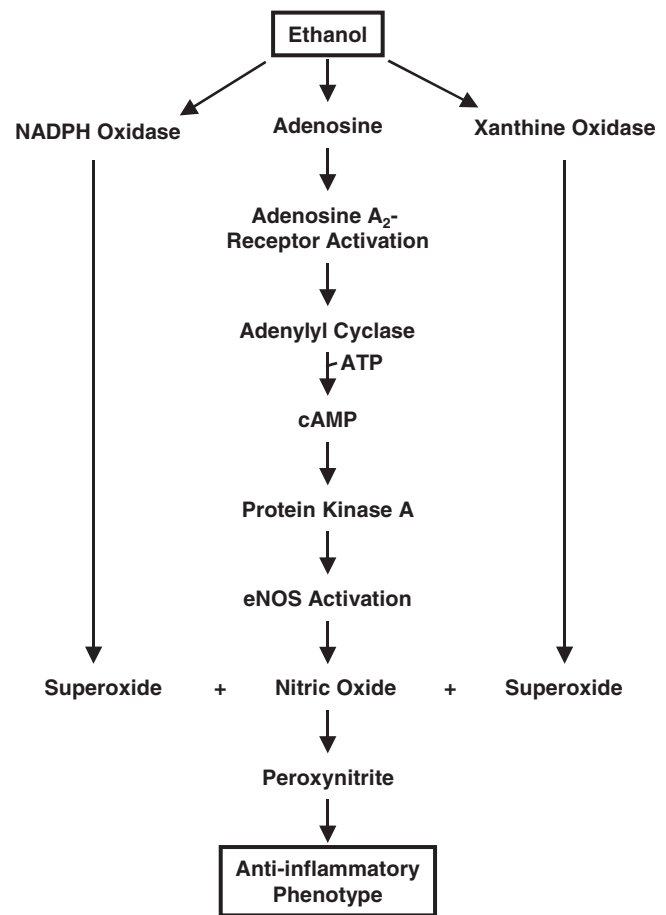 Ethanol
NADPH Oxidase
Adenosine
Xanthine Oxidase
Adenosine A₂-
Receptor Activation
Adenylyl Cyclase
ATP
cAMP
Protein Kinase A
eNOS Activation
Superoxide + Nitric Oxide + Superoxide
Peroxynitrite
Anti-inflammatory
Phenotype